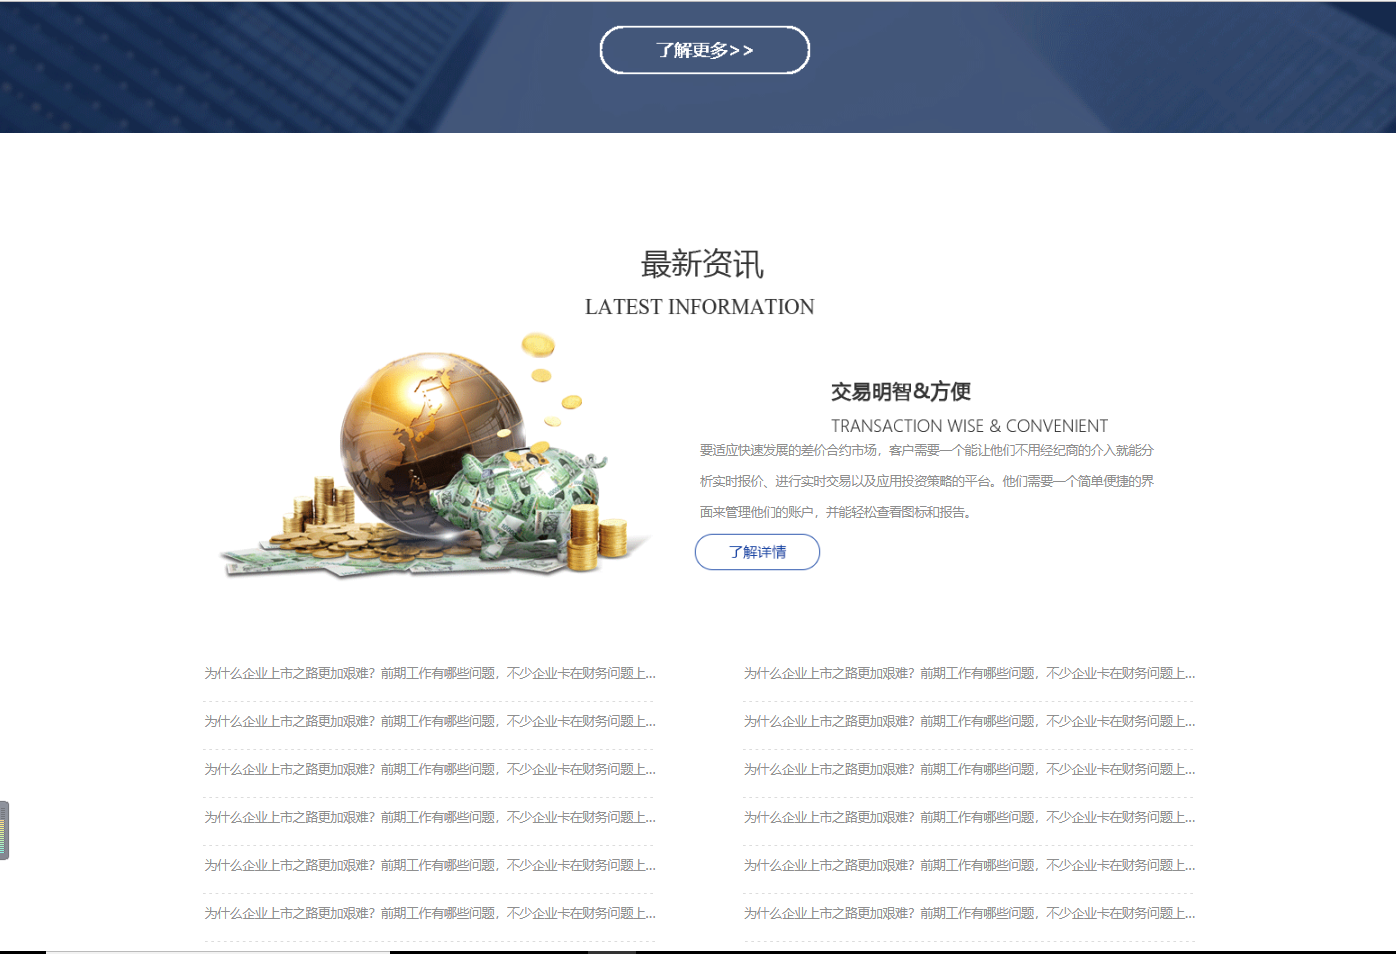 了解更多>>
最新资讯
LATEST INFORMATION
交易明智&方便
TRANSACTION WISE & CONVENIENT
要适应快速发展的差价合约市场，客户需要一个能让他们不用经纪商的介入就能分
析实时报价、进行实时交易以及应用投资策略的平台。他们需要一个简单便捷的界
面来管理他们的账户，并能轻松查看图标和报告。
了解详情
为什么企业上市之路更加艰难？前期工作有哪些问题，不少企业卡在财务问题上...
为什么企业上市之路更加艰难？前期工作有哪些问题，不少企业卡在财务问题上...
为什么企业上市之路更加艰难？前期工作有哪些问题，不少企业卡在财务问题上...
为什么企业上市之路更加艰难？前期工作有哪些问题，不少企业卡在财务问题上...
为什么企业上市之路更加艰难？前期工作有哪些问题，不少企业卡在财务问题上...
为什么企业上市之路更加艰难？前期工作有哪些问题，不少企业卡在财务问题上...
为什么企业上市之路更加艰难？前期工作有哪些问题，不少企业卡在财务问题上...
为什么企业上市之路更加艰难？前期工作有哪些问题，不少企业卡在财务问题上...
为什么企业上市之路更加艰难？前期工作有哪些问题，不少企业卡在财务问题上...
为什么企业上市之路更加艰难？前期工作有哪些问题，不少企业卡在财务问题上...
为什么企业上市之路更加艰难？前期工作有哪些问题，不少企业卡在财务问题上...
为什么企业上市之路更加艰难？前期工作有哪些问题，不少企业卡在财务问题上...